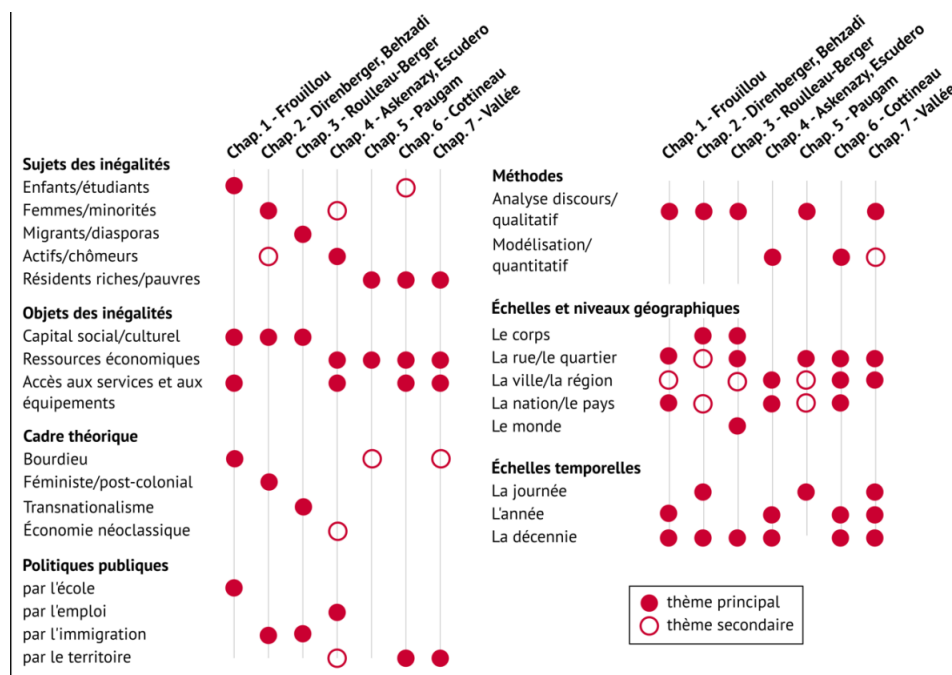 Chap. 1 - Frouillou
Chap. 2 - Direnberger, Behzadi
Chap. 3 - Roulleau-Berger
Chap. 4 - Askenazy, Escudero
Chap. 5 - Paugam
Chap. 6 - Cottineau
Chap. 7 - Vallée
Sujets des inégalités
Enfants/étudiants
Femmes/minorités
Migrants/diasporas
Actifs/chômeurs
Résidents riches/pauvres
Objets des inégalités
Capital social/culturel
Ressources économiques
Accès aux services et aux
équipements
Cadre théorique
Bourdieu
Féministe/post-colonial
Transnationalisme
Économie néoclassique
Politiques publiques
par l'école
par l'emploi
par l'immigration
par le territoire
Chap. 1 - Frouillou
Chap. 2 - Direnberger, Behzadi
Chap. 3 - Roulleau-Berger
Chap. 4 - Askenazy, Escudero
Chap. 5 - Paugam
Chap. 6 - Cottineau
Chap. 7 - Vallée
Méthodes
Analyse discours/
qualitatif
Modélisation/
quantitatif
Échelles et niveaux géographiques
Le corps
La rue/le quartier
La ville/la région
La nation/le pays
Le monde
Échelles temporelles
La journée
L'année
La décennie
thème principal
thème secondaire